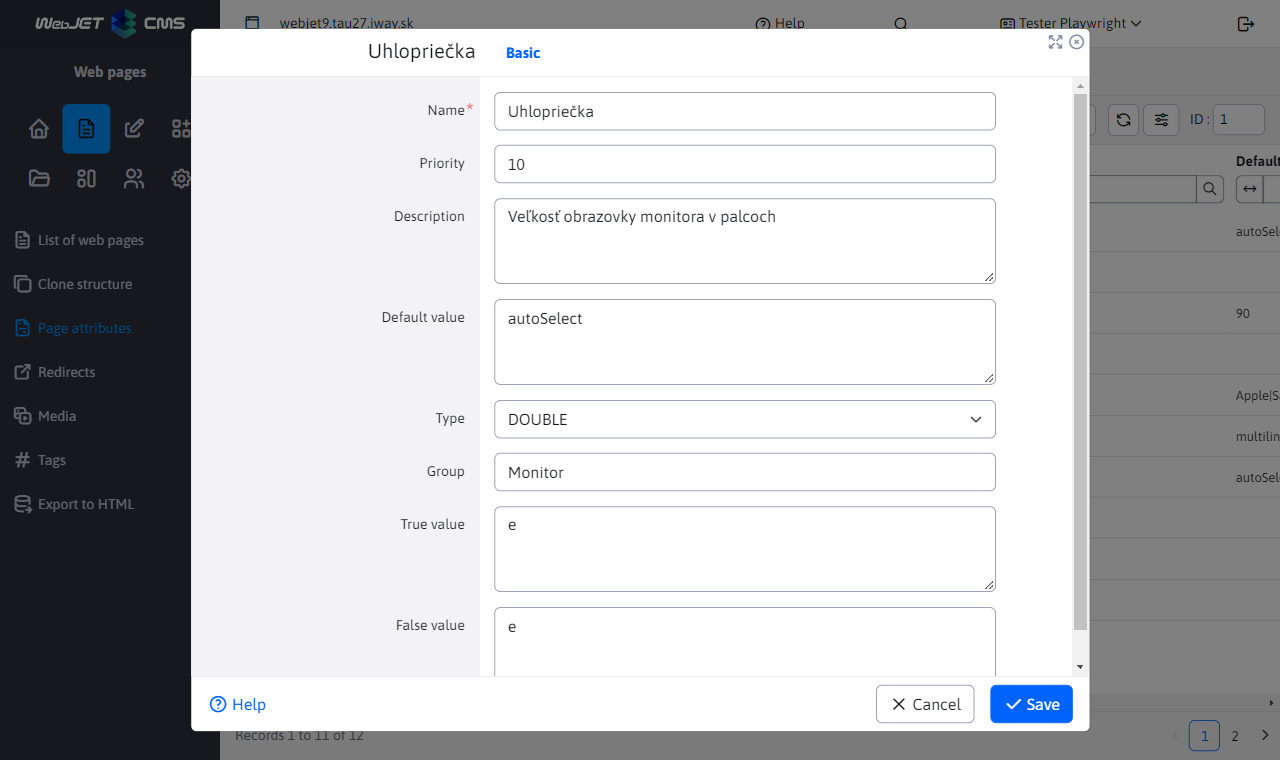 WebJET CMS
webjet9.tau27.iway.sk
Help
Tester Playwright
Web pages
List of web pages
Clone structure
Page attributes
Redirects
Media
Tags
Export to HTML
Uhlopriečka
Basic
Name*
Uhlopriečka
Priority
10
Description
Veľkosť obrazovky monitora v palcoch
Default value
autoSelect
Type
DOUBLE
Group
Monitor
True value
e
False value
e
Help
Cancel
Save
ID :
1
Default
autoSel
90
Apple|S
multilin
autoSel
Records 1 to 11 of 12
1
2